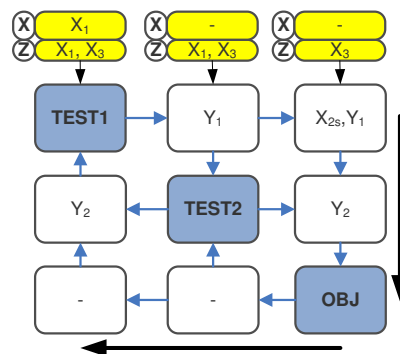 X X₁ X - X -
Z X₁, X₃ Z X₁, X₃ Z X₃
TEST1 Y₁ X₂ₛ,Y₁
Y₂ TEST2 Y₂
- - OBJ